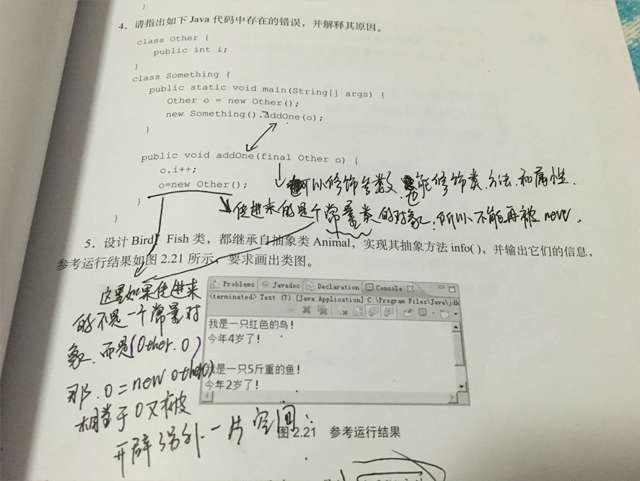 4. 请指出如下 Java 代码中存在的错误，并解释其原因。
class Other {
public int i;
}
class Something {
public static void main(String[] args) {
Other o = new Other();
new Something().addOne(o);
}
public void addOne(final Other o) {
o.i++;
o=new Other();
}
}
可以修饰参数，能修饰类、方法、和属性.
传进来的是个常量类的对象，所以不能再被new.
5. 设计 Bird、Fish 类，都继承自抽象类 Animal，实现其抽象方法 info( )，并输出它们的信息，
参考运行结果如图 2.21 所示，要求画出类图。
Problems Javadoc Declaration Console
<terminated> Test (7) [Java Application] C:\Program Files\Java\jdk
我是一只红色的鸟！
今年4岁了！
我是一只5斤重的鱼！
今年2岁了！
图 2.21 参考运行结果
这里如果传进来
的不是一个常量对
象，而是(Other o)
那 o=new other()
相当于 o 又被
开辟另外一片空间